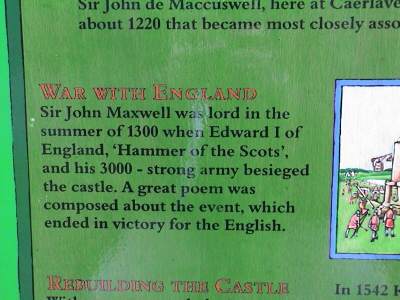 Sir John de Maccuswell, here at
about 1220 that became most closely
WAR WITH ENGLAND
Sir John Maxwell was lord in the
summer of 1300 when Edward I of
England, 'Hammer of the Scots',
and his 3000 - strong army besieged
the castle. A great poem was
composed about the event, which
ended in victory for the English.
REBUILDING THE CASTLE
In 1542